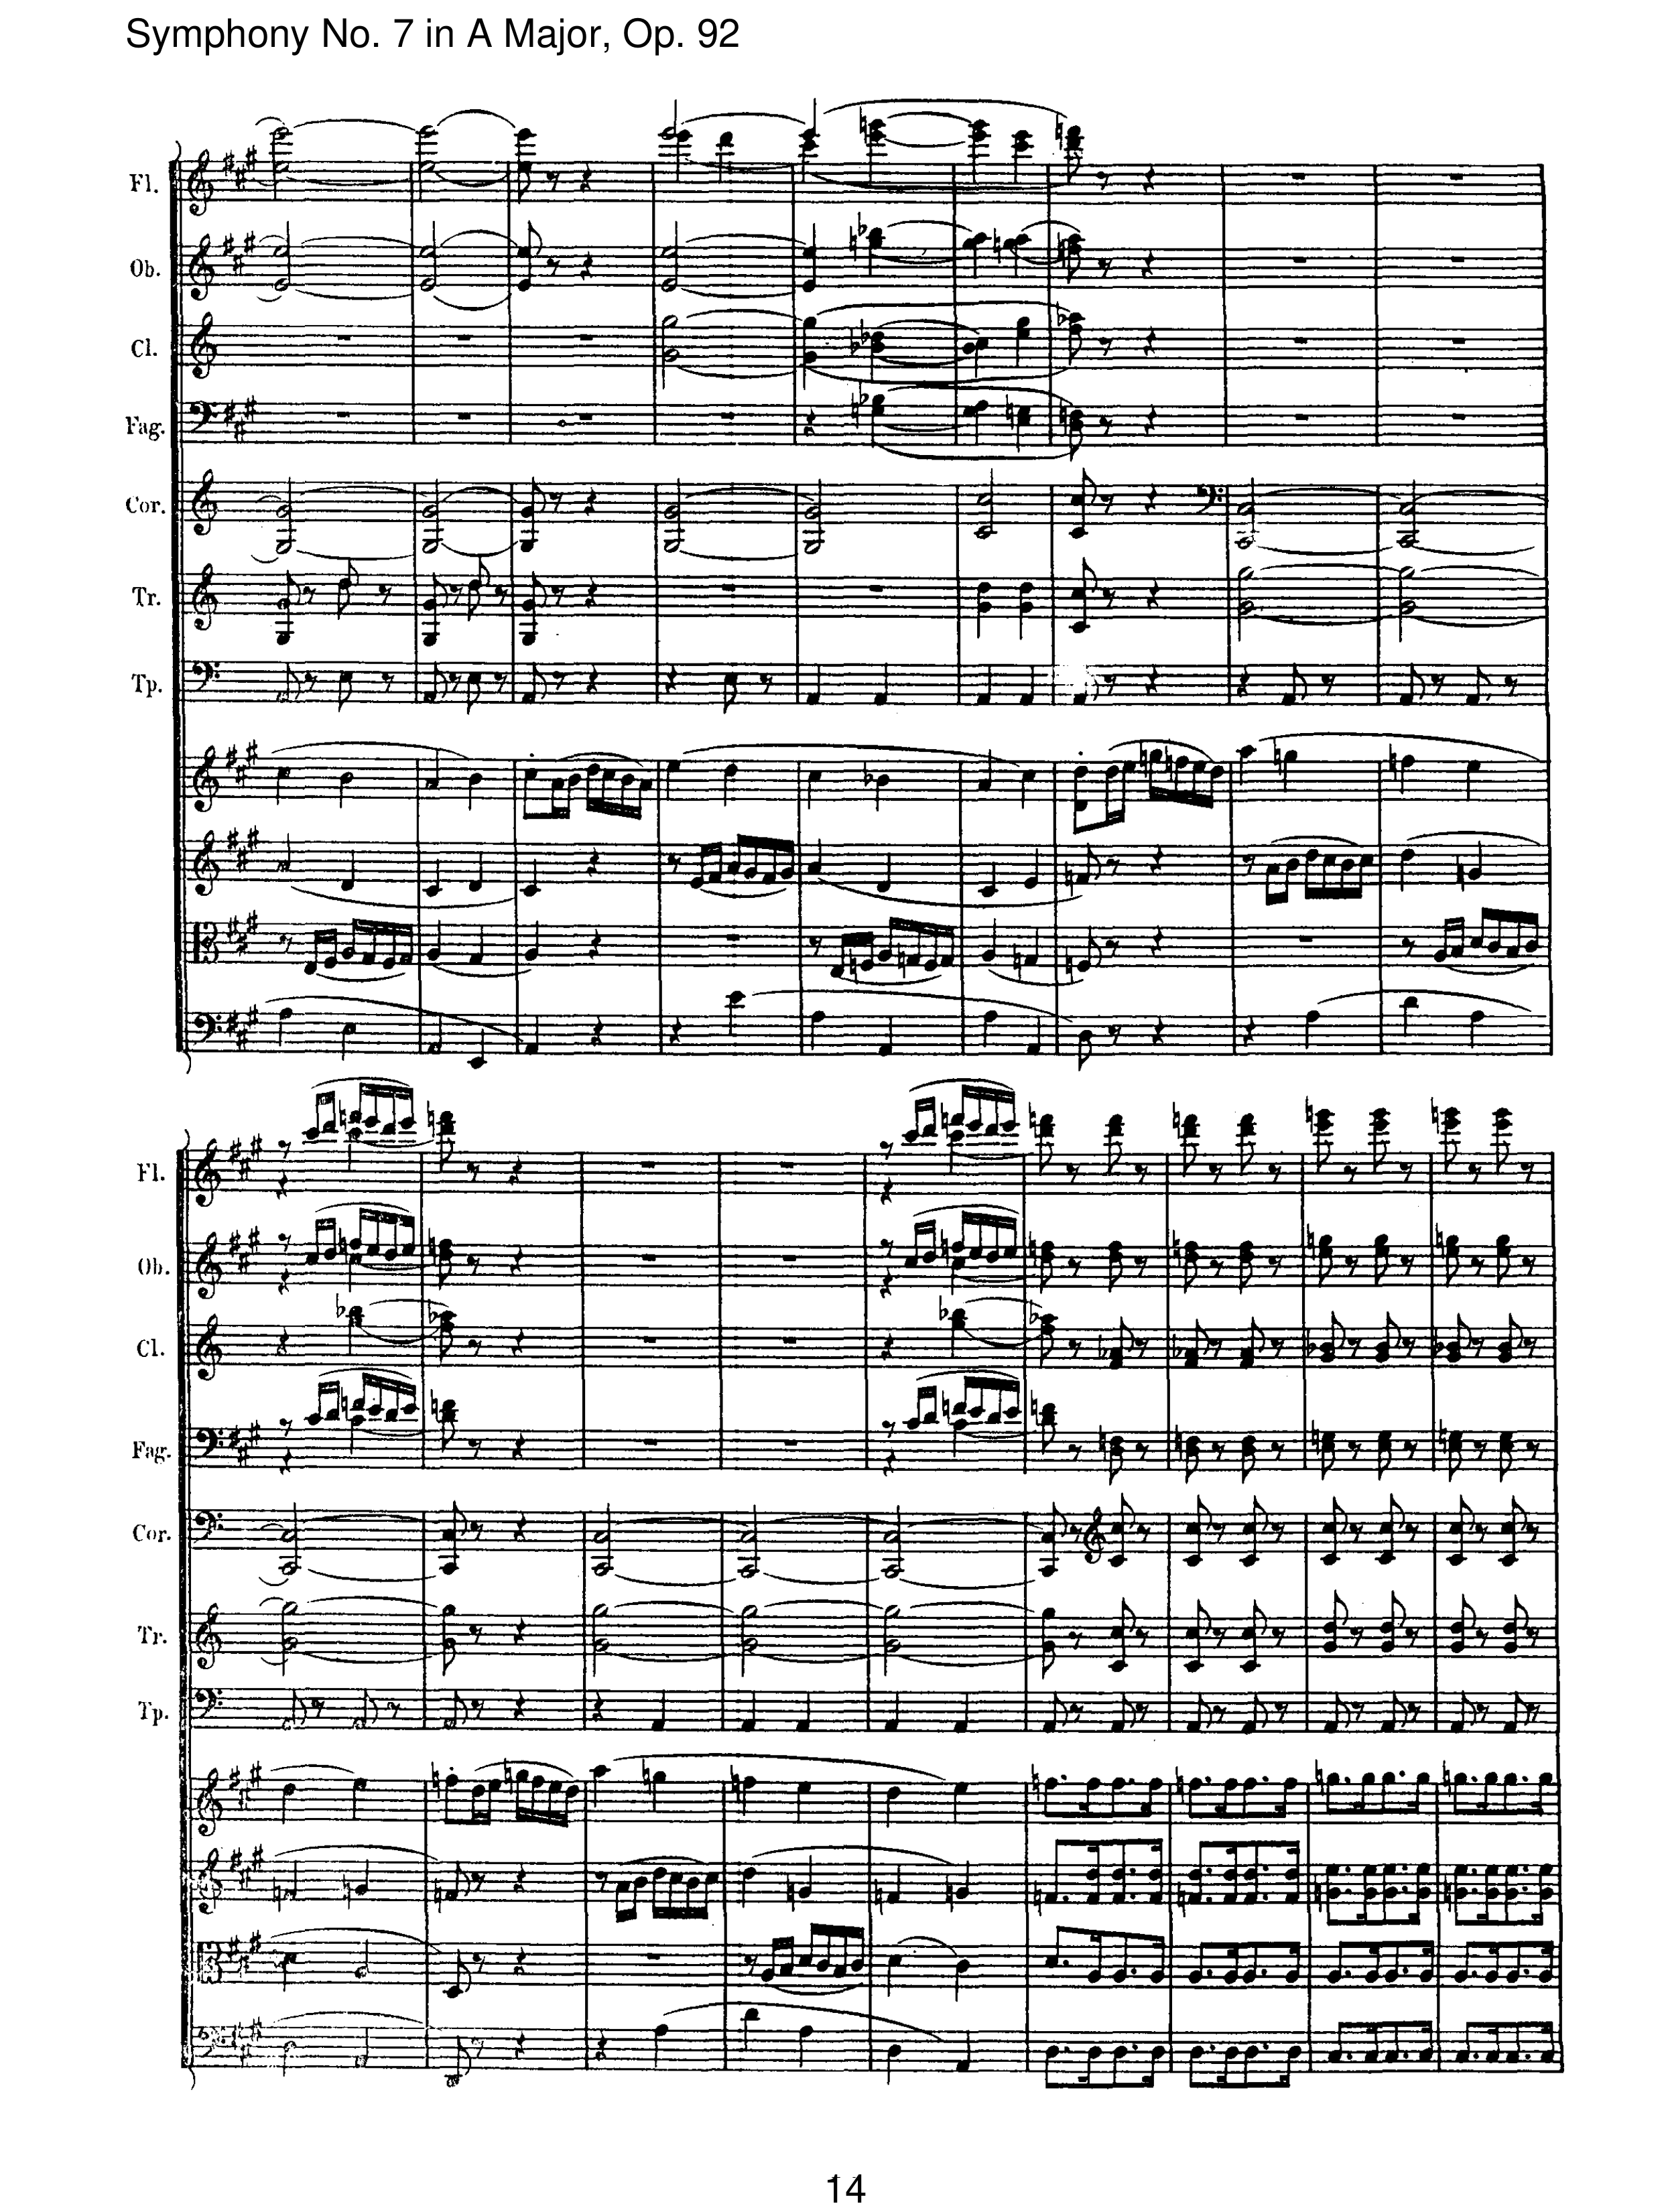 Symphony No. 7 in A Major, Op. 92
Fl.
Ob.
Cl.
Fag.
Cor.
Tr.
Tp.
Fl.
Ob.
Cl.
Fag.
Cor.
Tr.
Tp.
14